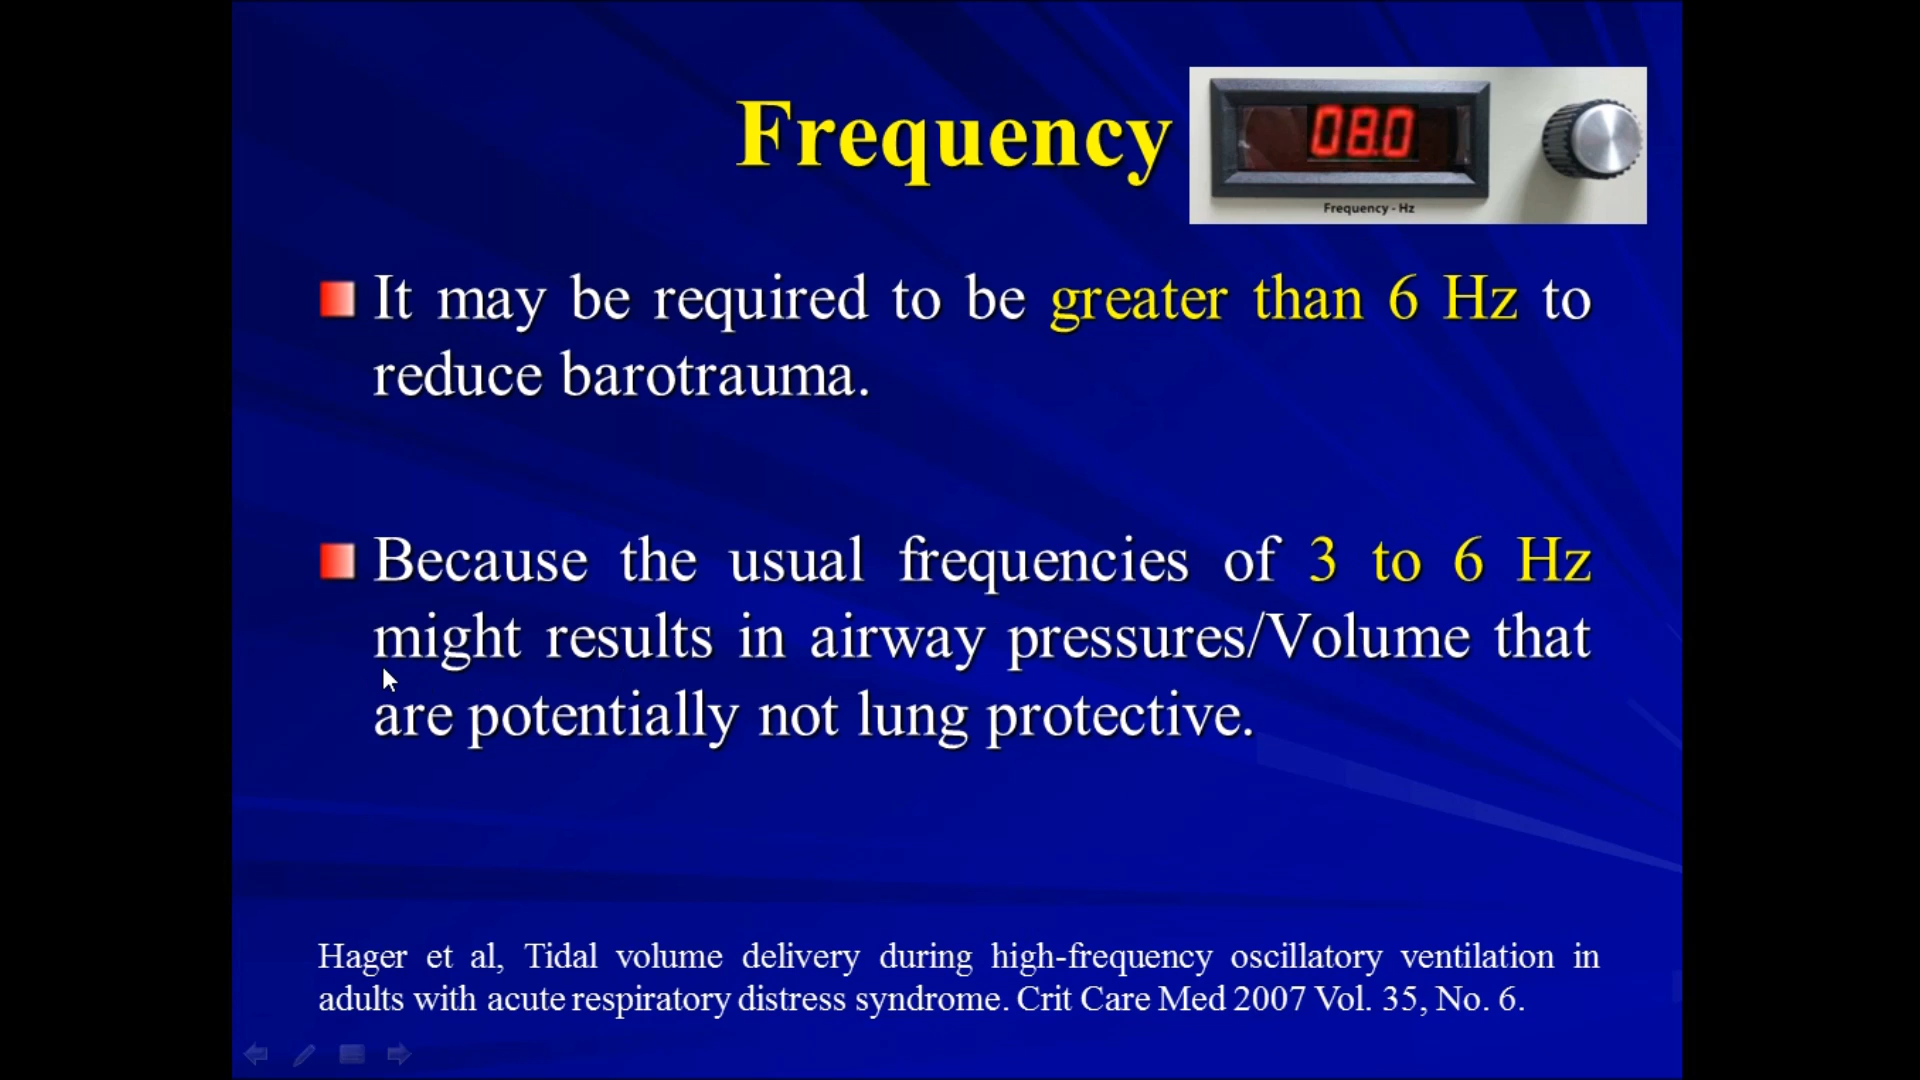 Frequency
08.0
Frequency - Hz
It may be required to be greater than 6 Hz to
reduce barotrauma.
Because the usual frequencies of 3 to 6 Hz
might results in airway pressures/Volume that
are potentially not lung protective.
Hager et al, Tidal volume delivery during high-frequency oscillatory ventilation in
adults with acute respiratory distress syndrome. Crit Care Med 2007 Vol. 35, No. 6.